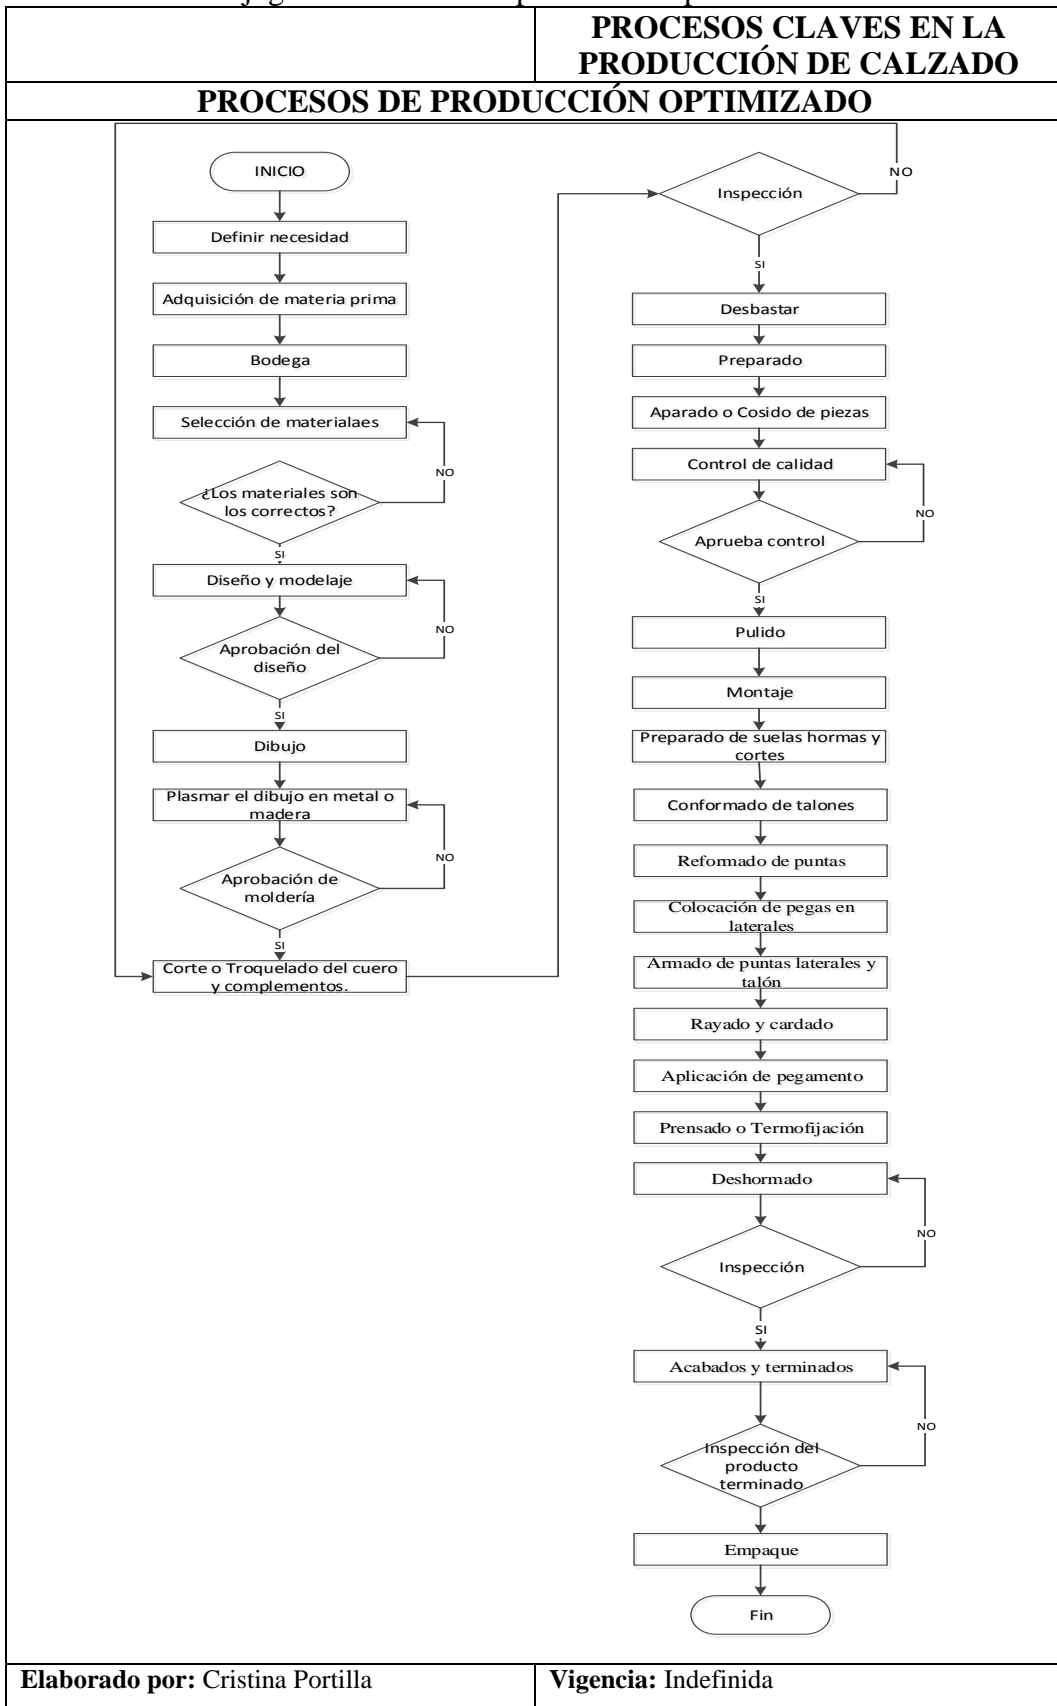 PROCESOS CLAVES EN LA
PRODUCCIÓN DE CALZADO
PROCESOS DE PRODUCCIÓN OPTIMIZADO
INICIO
Definir necesidad
Adquisición de materia prima
Bodega
Selección de materialaes
NO
¿Los materiales son
los correctos?
SI
Diseño y modelaje
NO
Aprobación del
diseño
SI
Dibujo
Plasmar el dibujo en metal o
madera
NO
Aprobación de
moldería
SI
Corte o Troquelado del cuero
y complementos.
NO
Inspección
SI
Desbastar
Preparado
Aparado o Cosido de piezas
Control de calidad
NO
Aprueba control
SI
Pulido
Montaje
Preparado de suelas hormas y
cortes
Conformado de talones
Reformado de puntas
Colocación de pegas en
laterales
Armado de puntas laterales y
talón
Rayado y cardado
Aplicación de pegamento
Prensado o Termofijación
Deshormado
NO
Inspección
SI
Acabados y terminados
NO
Inspección del
producto
terminado
Empaque
Fin
Elaborado por: Cristina Portilla
Vigencia: Indefinida